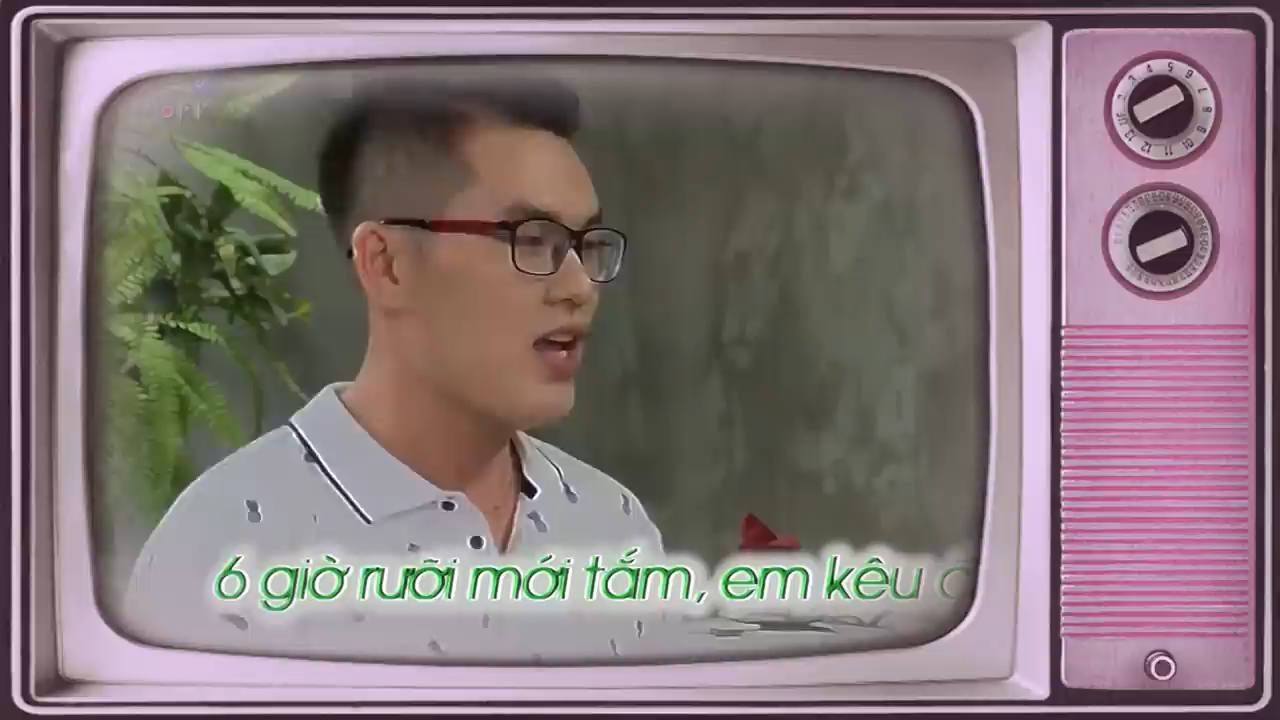 6 giờ rưỡi mới tắm, em kêu